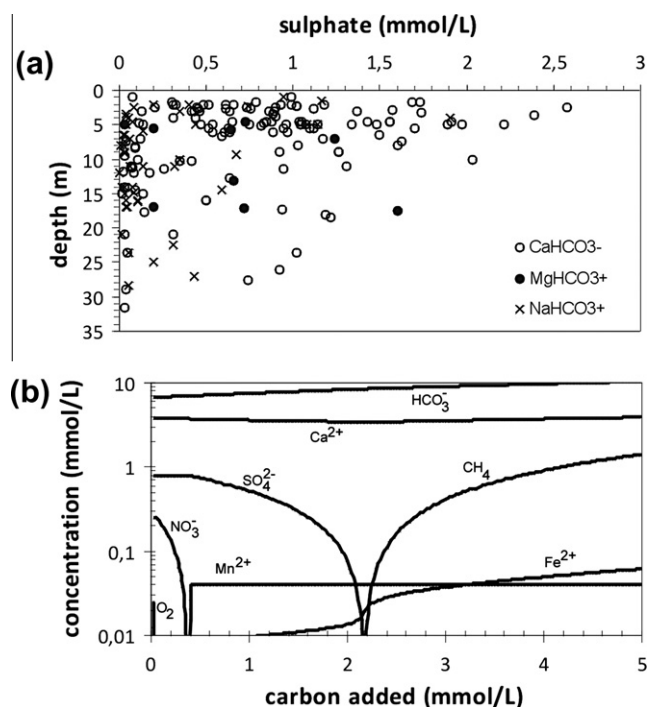 sulphate (mmol/L)
(a)
0 0,5 1 1,5 2 2,5 3
0
5
10
15
20
25
30
35
depth (m)
CaHCO3-
MgHCO3+
NaHCO3+
(b)
10
1
0,1
0,01
concentration (mmol/L)
HCO₃⁻
Ca²⁺
SO₄²⁻
CH₄
NO₃⁻
Mn²⁺
Fe²⁺
O₂
0 1 2 3 4 5
carbon added (mmol/L)